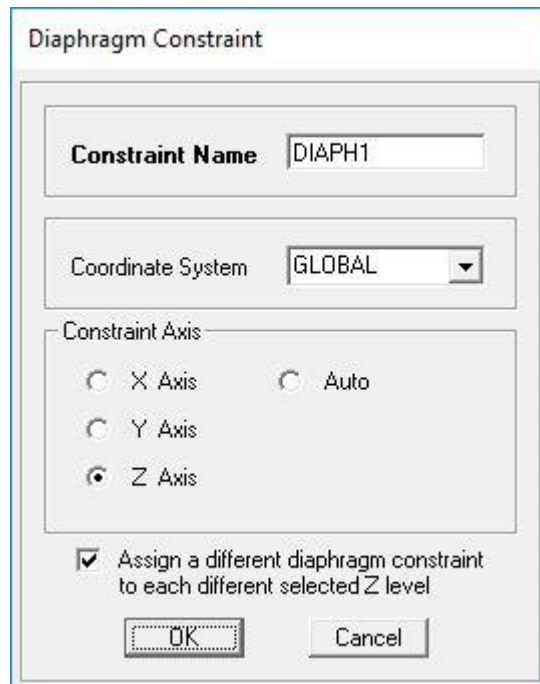 Diaphragm Constraint
Constraint Name DIAPH1
Coordinate System GLOBAL
Constraint Axis
X Axis Auto
Y Axis
Z Axis
Assign a different diaphragm constraint
to each different selected Z level
OK Cancel